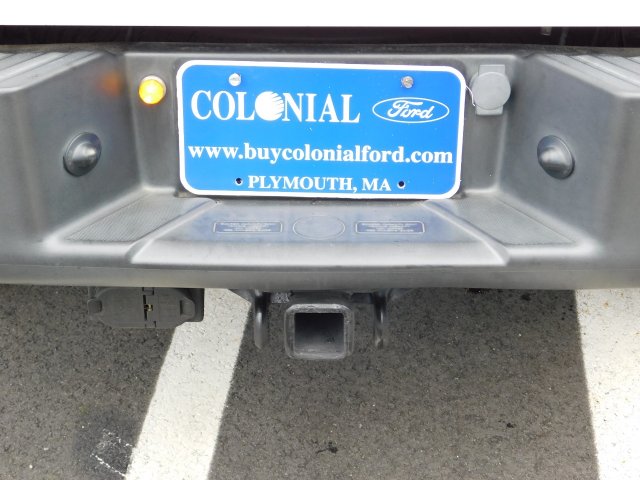 COLONIAL Ford
www.buycolonialford.com
PLYMOUTH, MA